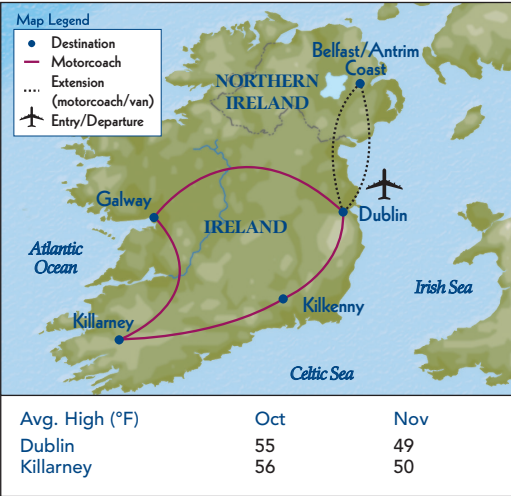 Map Legend
Destination
Motorcoach
Extension
(motorcoach/van)
Entry/Departure
Belfast/Antrim
Coast
NORTHERN
IRELAND
Galway
Dublin
IRELAND
Atlantic
Ocean
Irish Sea
Kilkenny
Killarney
Celtic Sea
Avg. High (°F) Oct Nov
Dublin 55 49
Killarney 56 50